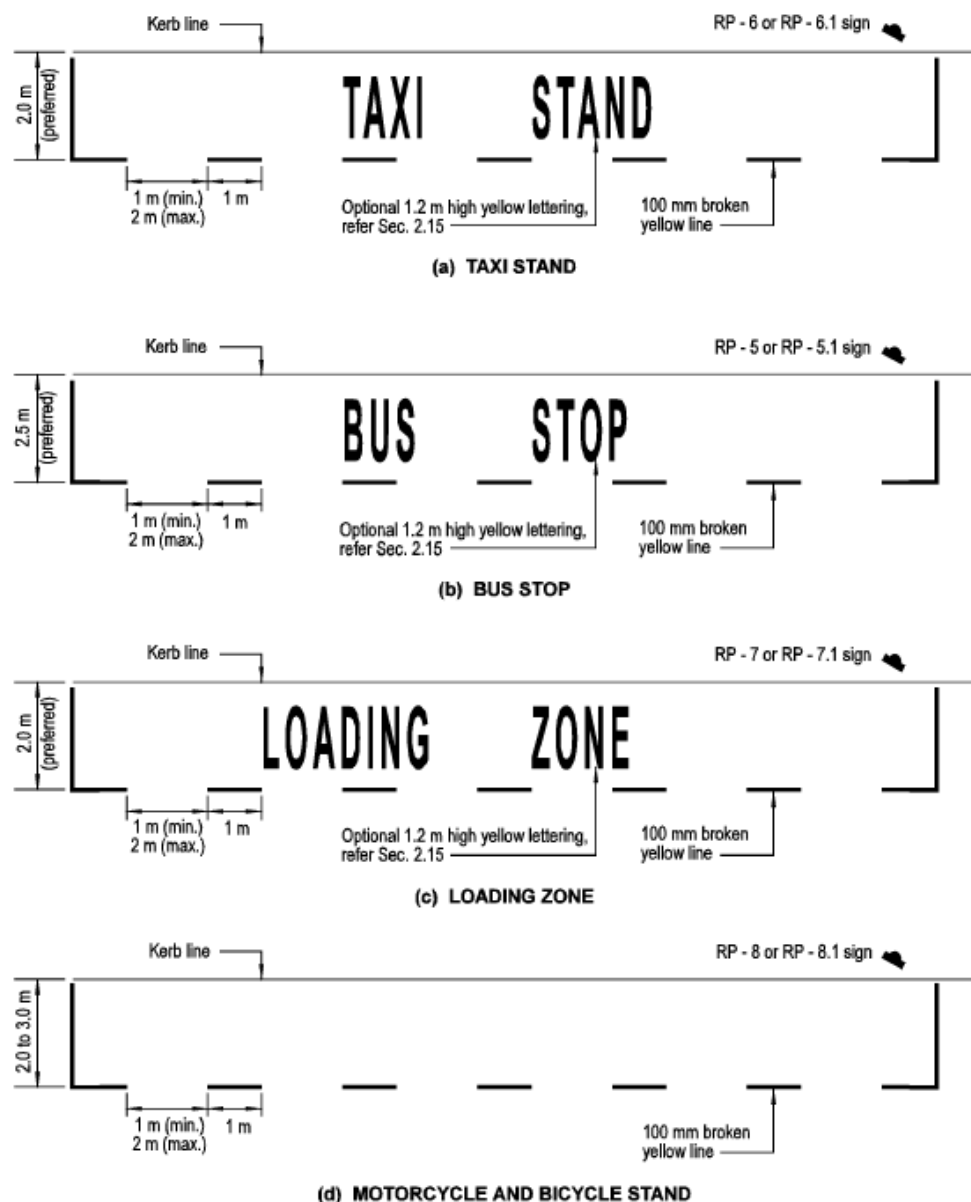 Kerb line
RP - 6 or RP - 6.1 sign
2.0 m
(preferred)
TAXI STAND
1 m (min.)
2 m (max.)
1 m
Optional 1.2 m high yellow lettering,
refer Sec. 2.15
100 mm broken
yellow line
(a) TAXI STAND
Kerb line
RP - 5 or RP - 5.1 sign
2.5 m
(preferred)
BUS STOP
1 m (min.)
2 m (max.)
1 m
Optional 1.2 m high yellow lettering,
refer Sec. 2.15
100 mm broken
yellow line
(b) BUS STOP
Kerb line
RP - 7 or RP - 7.1 sign
2.0 m
(preferred)
LOADING ZONE
1 m (min.)
2 m (max.)
1 m
Optional 1.2 m high yellow lettering,
refer Sec. 2.15
100 mm broken
yellow line
(c) LOADING ZONE
Kerb line
RP - 8 or RP - 8.1 sign
2.0 to 3.0 m
1 m (min.)
2 m (max.)
1 m
100 mm broken
yellow line
(d) MOTORCYCLE AND BICYCLE STAND